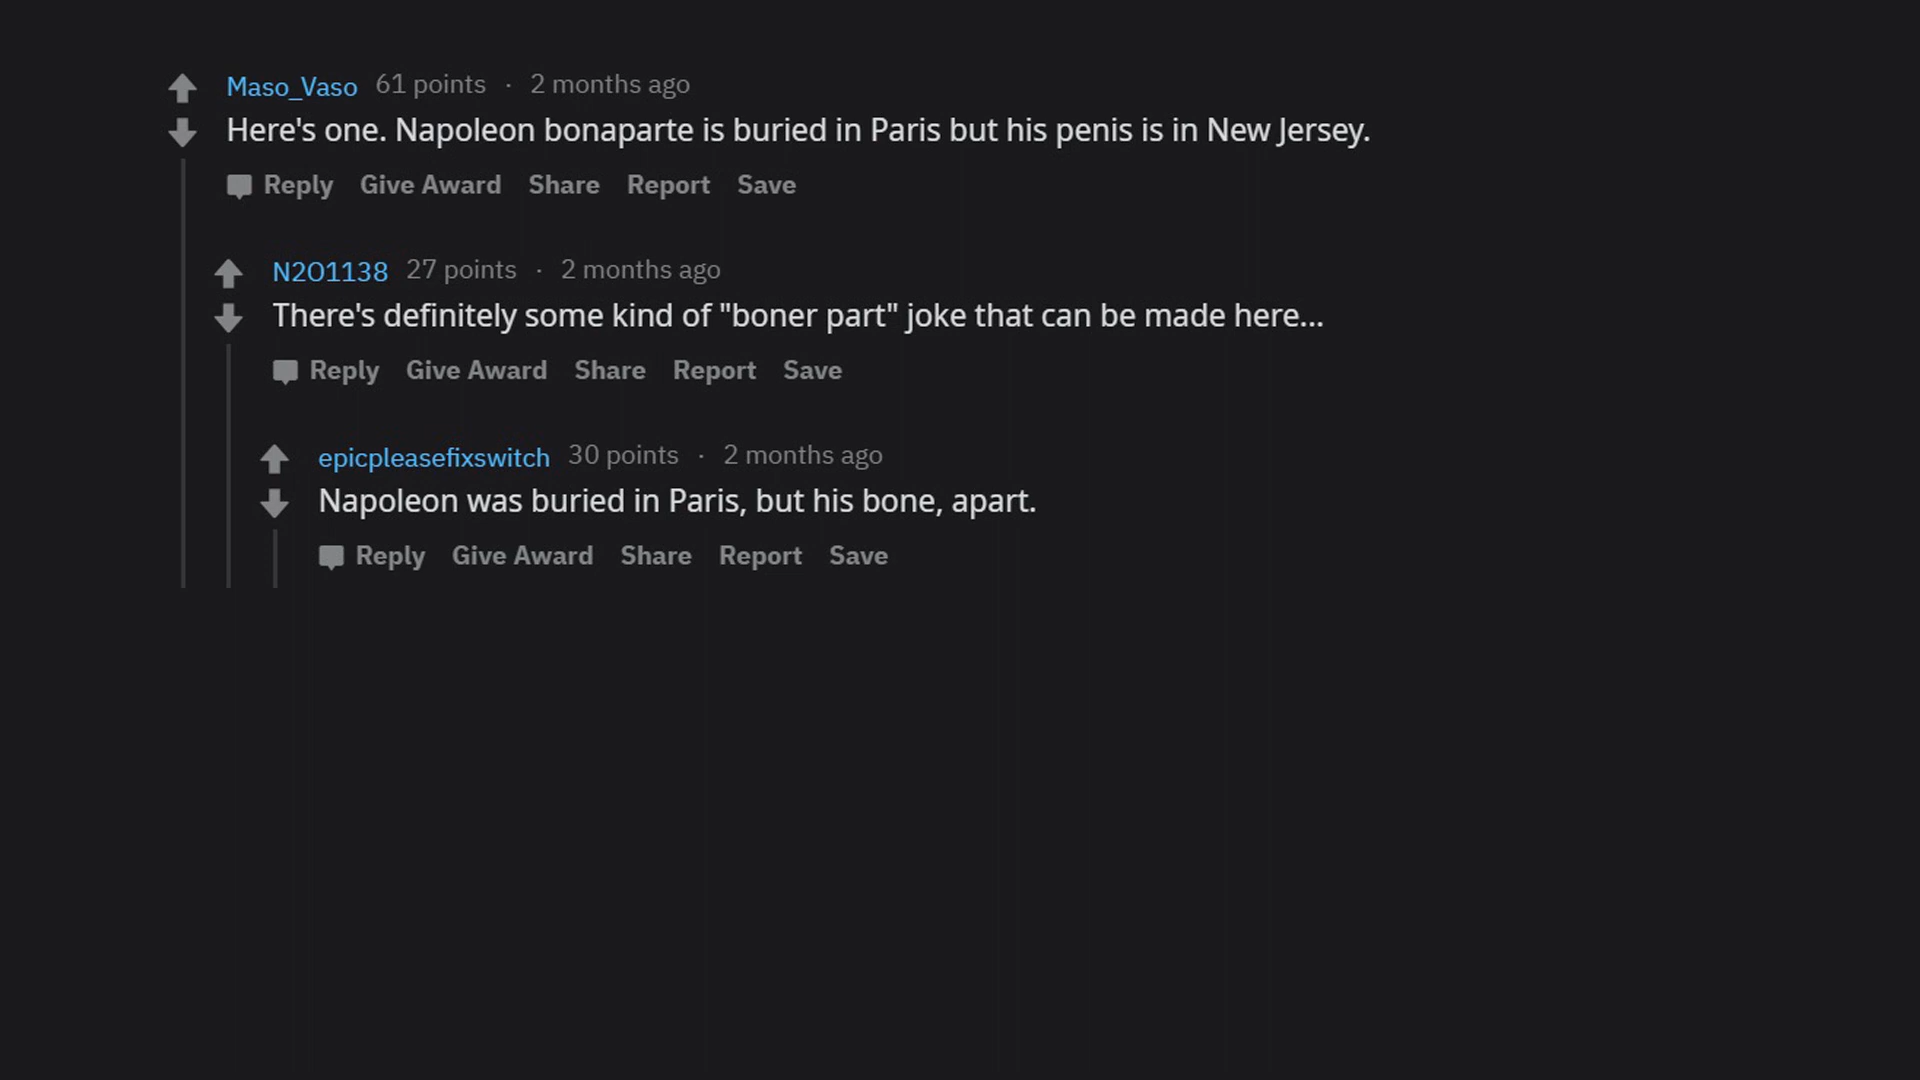 Maso_Vaso 61 points · 2 months ago
Here's one. Napoleon bonaparte is buried in Paris but his penis is in New Jersey.
Reply Give Award Share Report Save
N2O1138 27 points · 2 months ago
There's definitely some kind of "boner part" joke that can be made here...
Reply Give Award Share Report Save
epicpleasefixswitch 30 points · 2 months ago
Napoleon was buried in Paris, but his bone, apart.
Reply Give Award Share Report Save